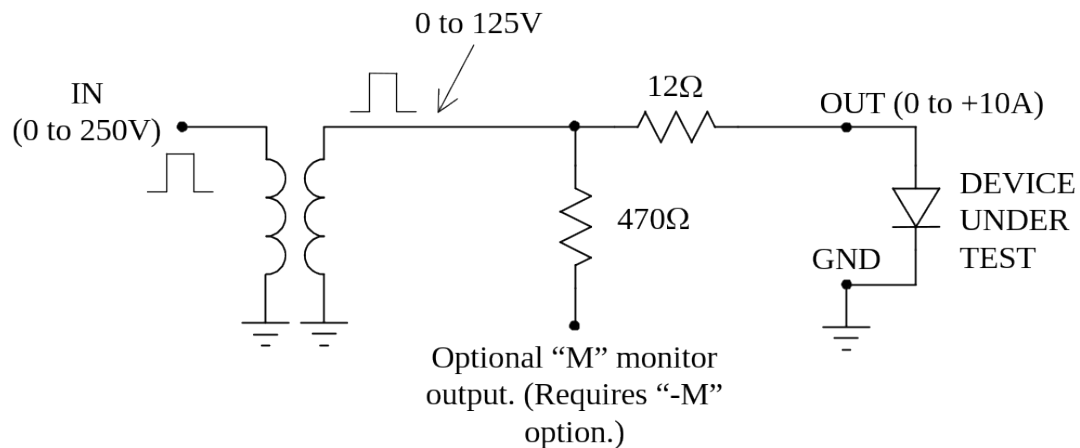 0 to 125V
IN
(0 to 250V)
12Ω
OUT (0 to +10A)
DEVICE
UNDER
TEST
470Ω
GND
Optional “M” monitor
output. (Requires “-M”
option.)